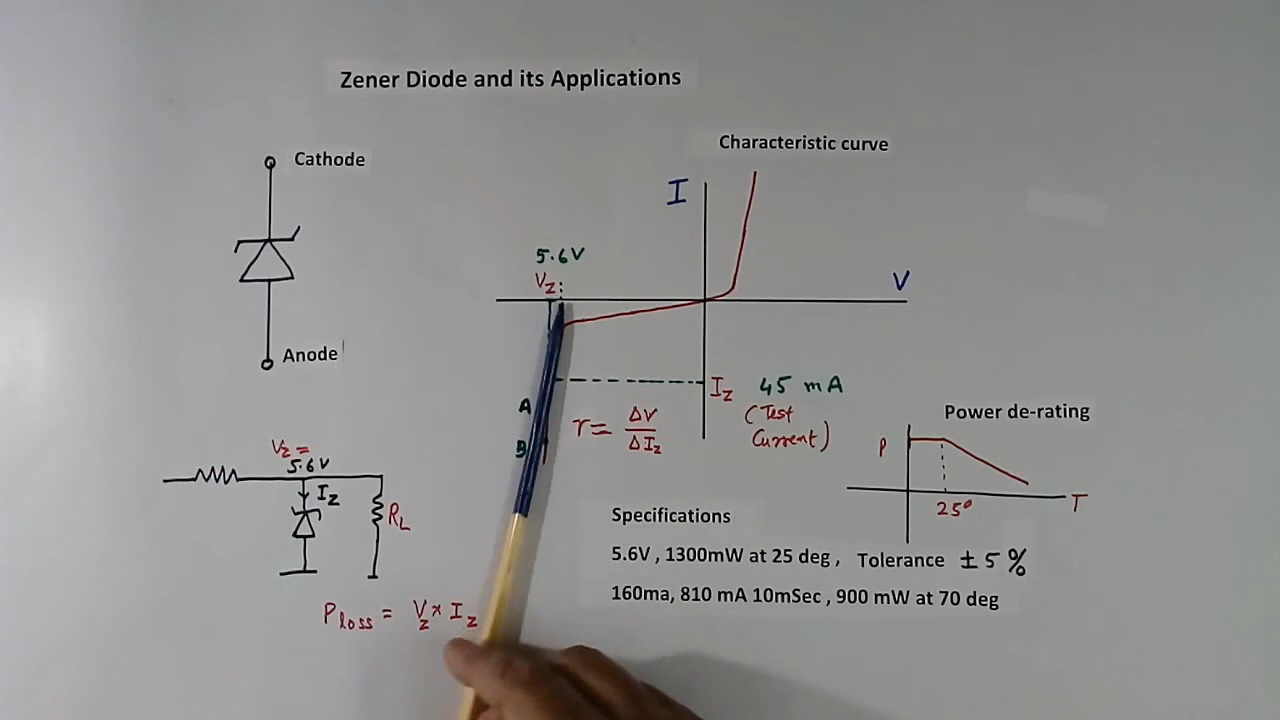 Zener Diode and its Applications
Cathode
Anode
Characteristic curve
I
V
5.6V
Vz
Iz 45 mA
(Test
Current)
A
B
r = ΔV
ΔIz
Power de-rating
P
25°
T
Vz =
5.6V
Iz
RL
Ploss = Vz × Iz
Specifications
5.6V , 1300mW at 25 deg , Tolerance ± 5 %
160ma, 810 mA 10mSec , 900 mW at 70 deg